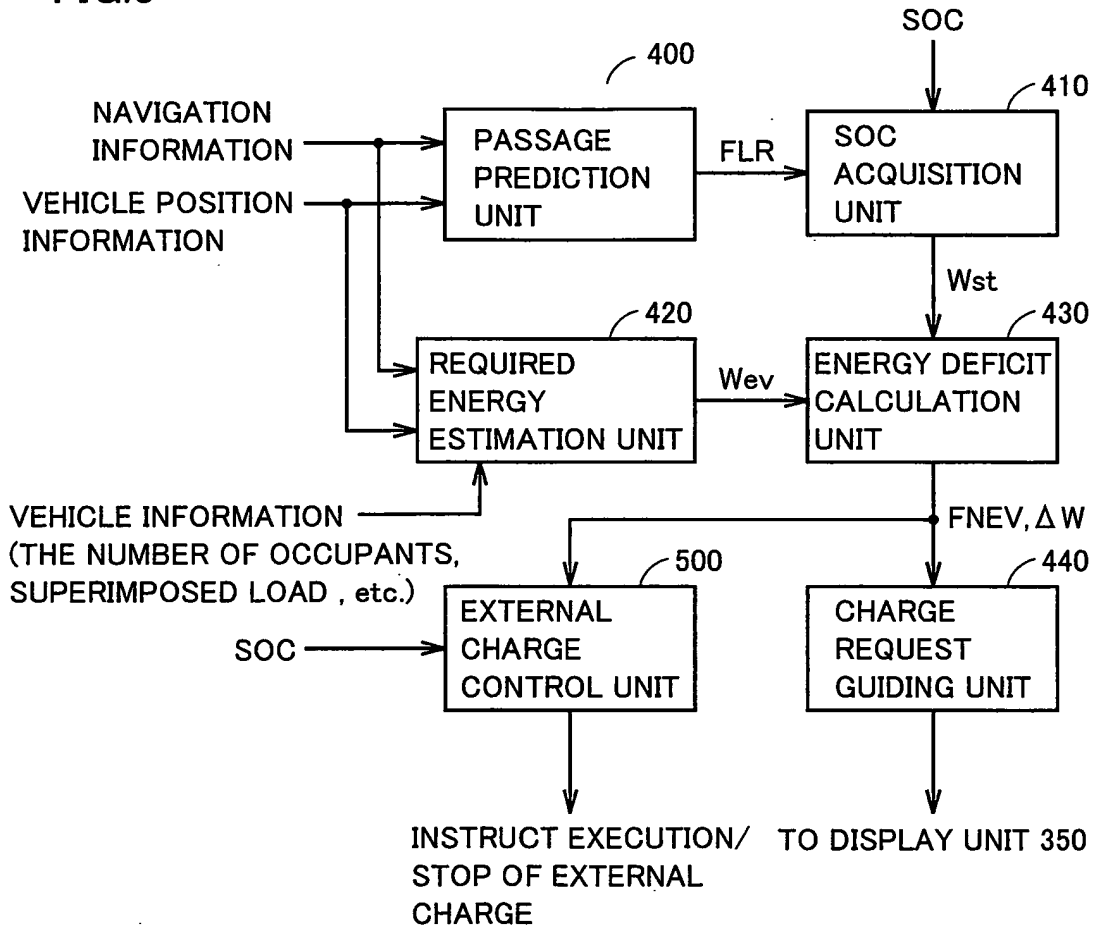 SOC
400
410
NAVIGATION
INFORMATION
PASSAGE
PREDICTION
UNIT
FLR
SOC
ACQUISITION
UNIT
VEHICLE POSITION
INFORMATION
Wst
420
430
REQUIRED
ENERGY
ESTIMATION UNIT
Wev
ENERGY DEFICIT
CALCULATION
UNIT
VEHICLE INFORMATION
(THE NUMBER OF OCCUPANTS,
SUPERIMPOSED LOAD , etc.)
FNEV, ΔW
500
440
SOC
EXTERNAL
CHARGE
CONTROL UNIT
CHARGE
REQUEST
GUIDING UNIT
INSTRUCT EXECUTION/
STOP OF EXTERNAL
CHARGE
TO DISPLAY UNIT 350